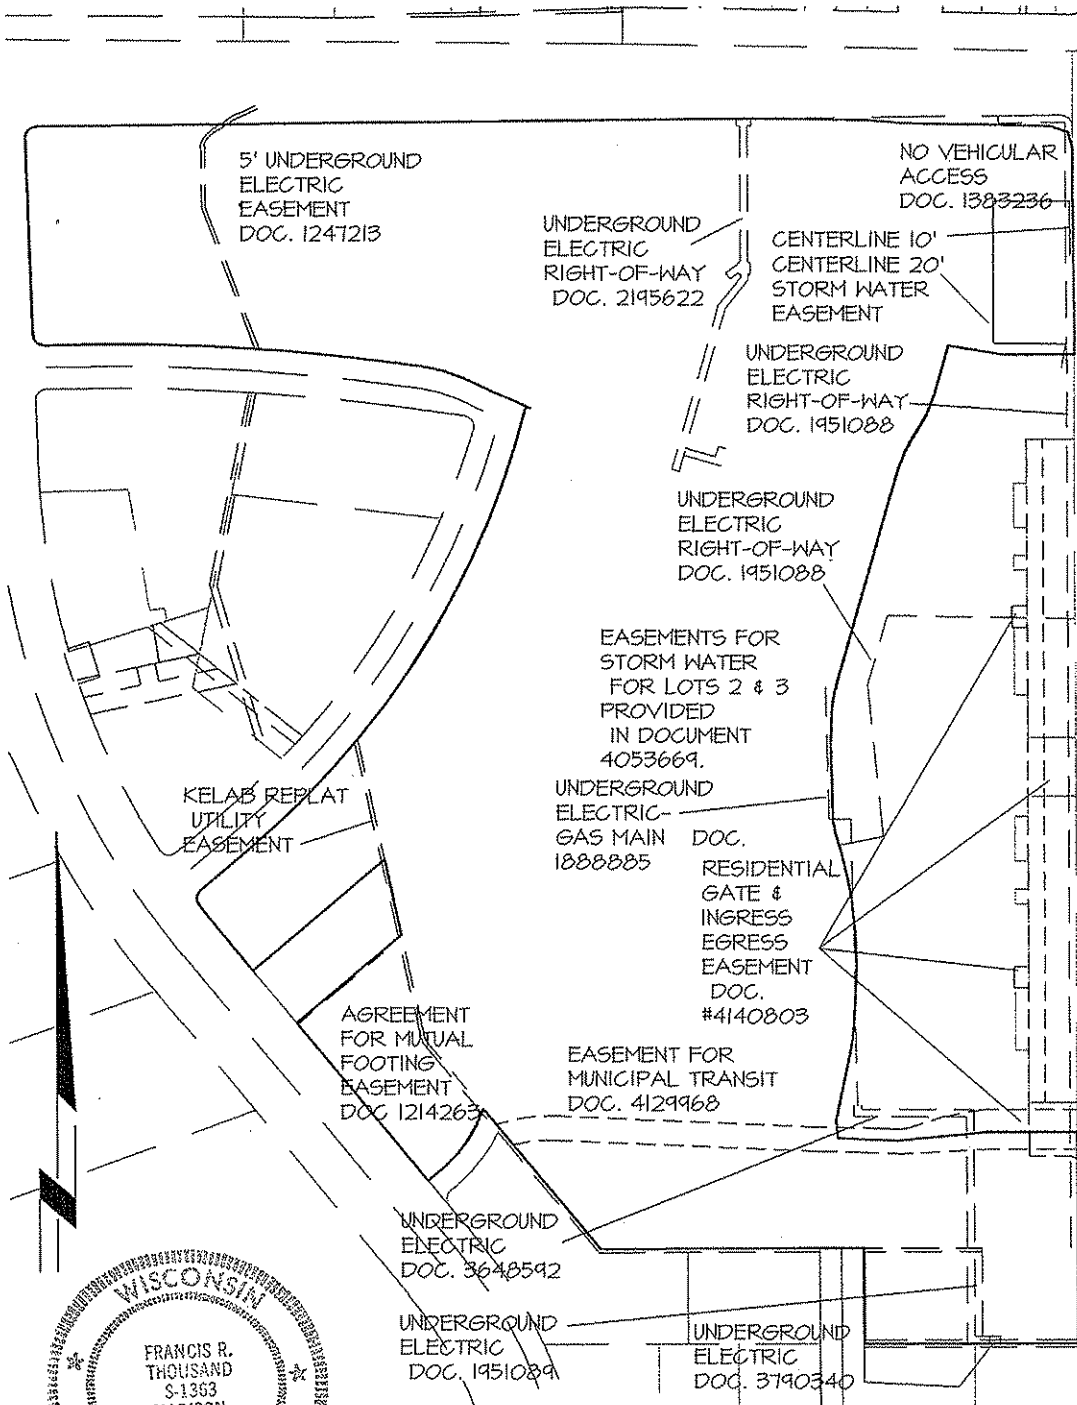 5' UNDERGROUND
ELECTRIC
EASEMENT
DOC. 1247213
UNDERGROUND
ELECTRIC
RIGHT-OF-WAY
DOC. 2195622
NO VEHICULAR
ACCESS
DOC. 1383236
CENTERLINE 10'
CENTERLINE 20'
STORM WATER
EASEMENT
UNDERGROUND
ELECTRIC
RIGHT-OF-WAY
DOC. 1951088
UNDERGROUND
ELECTRIC
RIGHT-OF-WAY
DOC. 1951088
EASEMENTS FOR
STORM WATER
FOR LOTS 2 & 3
PROVIDED
IN DOCUMENT
4053669.
KELAB REPLAT
UTILITY
EASEMENT
UNDERGROUND
ELECTRIC-
GAS MAIN DOC.
1888885
RESIDENTIAL
GATE &
INGRESS
EGRESS
EASEMENT
DOC.
#4140803
AGREEMENT
FOR MUTUAL
FOOTING
EASEMENT
DOC 1214263
EASEMENT FOR
MUNICIPAL TRANSIT
DOC. 4129968
UNDERGROUND
ELECTRIC
DOC. 3648592
UNDERGROUND
ELECTRIC
DOC. 1951089
UNDERGROUND
ELECTRIC
DOC. 3790340
WISCONSIN
FRANCIS R.
THOUSAND
S-1363